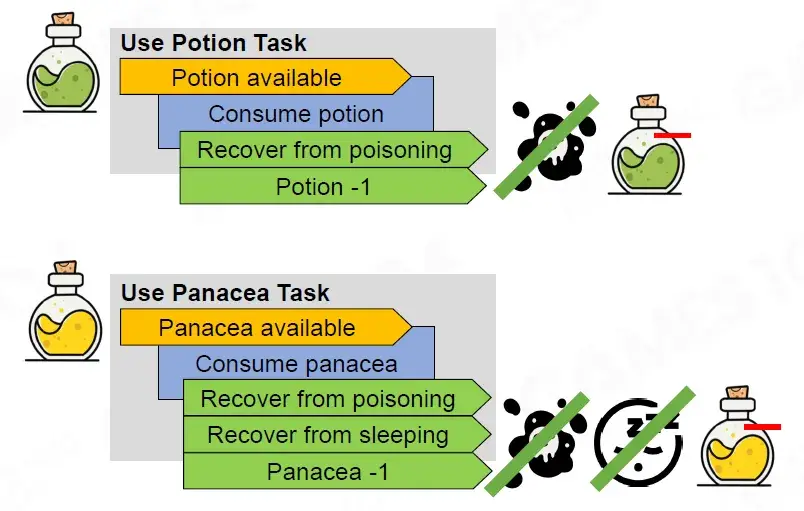 Use Potion Task
Potion available
Consume potion
Recover from poisoning
Potion -1
Use Panacea Task
Panacea available
Consume panacea
Recover from poisoning
Recover from sleeping
Panacea -1